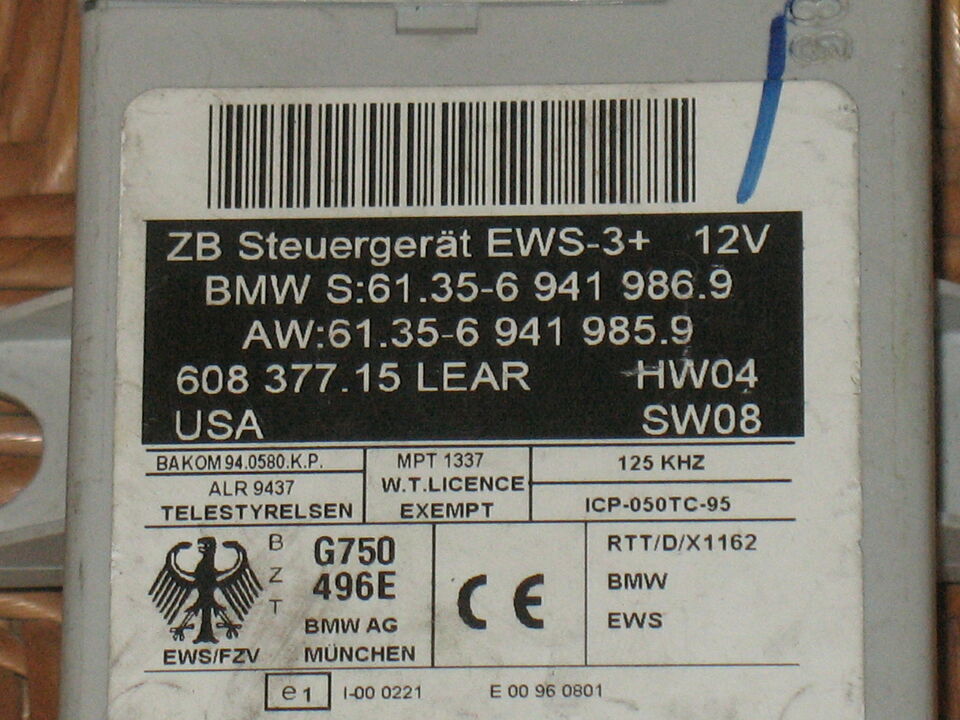 ZB Steuergerät EWS-3+ 12V
BMW S:61.35-6 941 986.9
AW:61.35-6 941 985.9
608 377.15 LEAR HW04
USA SW08
BAKOM 94.0580.K.P. MPT 1337 125 KHZ
ALR 9437 W.T.LICENCE
TELESTYRELSEN EXEMPT ICP-050TC-95
BZT G750 RTT/D/X1162
496E CE BMW
BMW AG EWS
EWS/FZV MÜNCHEN
e1 I-00 0221 E 00 96 0801